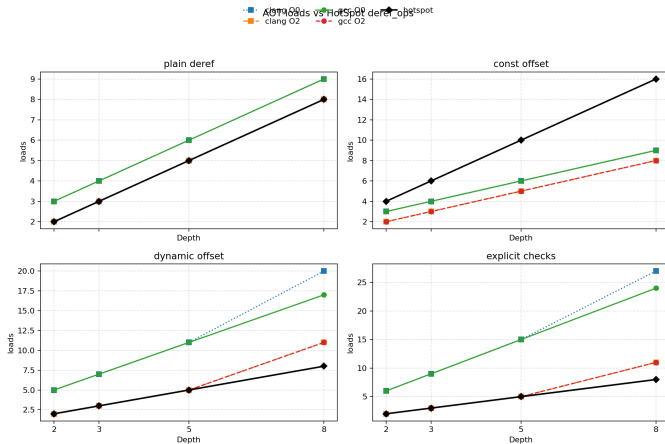 AOT loads vs HotSpot deref_ops
clang O0 gcc O0 hotspot
clang O2 gcc O2
plain deref
const offset
9
8
7
6
5
4
3
2
loads
Depth
16
14
12
10
8
6
4
2
loads
Depth
dynamic offset
explicit checks
20.0
17.5
15.0
12.5
10.0
7.5
5.0
2.5
loads
2 3 5 8
Depth
25
20
15
10
5
loads
2 3 5 8
Depth